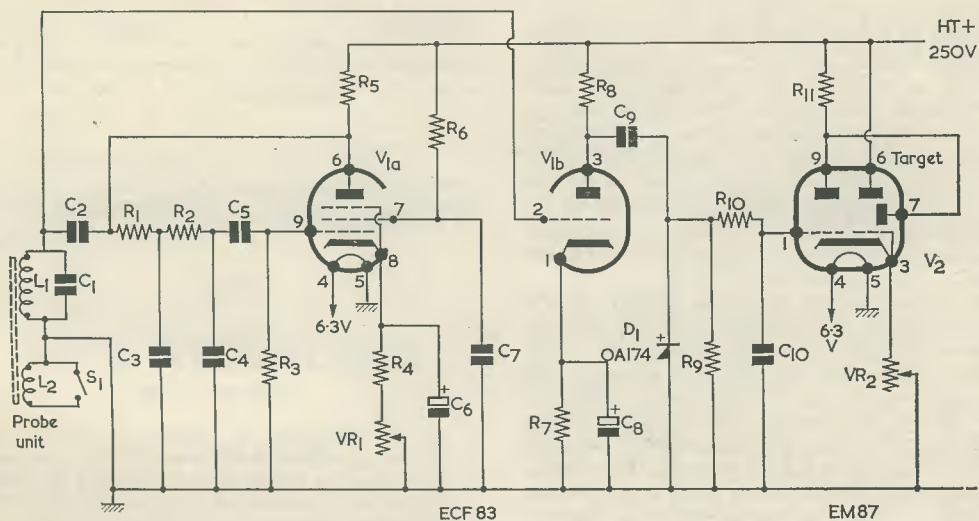 HT+
250V
R5
R6
R8
R11
C9
6
V1a
V1b
3
9
6 Target
7
C2
R1
R2
C5
9
7
2
R10
1
8
1
V2
3
L1
C1
4
5
4
5
6·3V
6·3
V
C3
C4
R3
R4
C6
C7
D1
OA174
R9
C10
VR2
L2
S1
Probe
unit
VR1
R7
C8
ECF 83
EM87